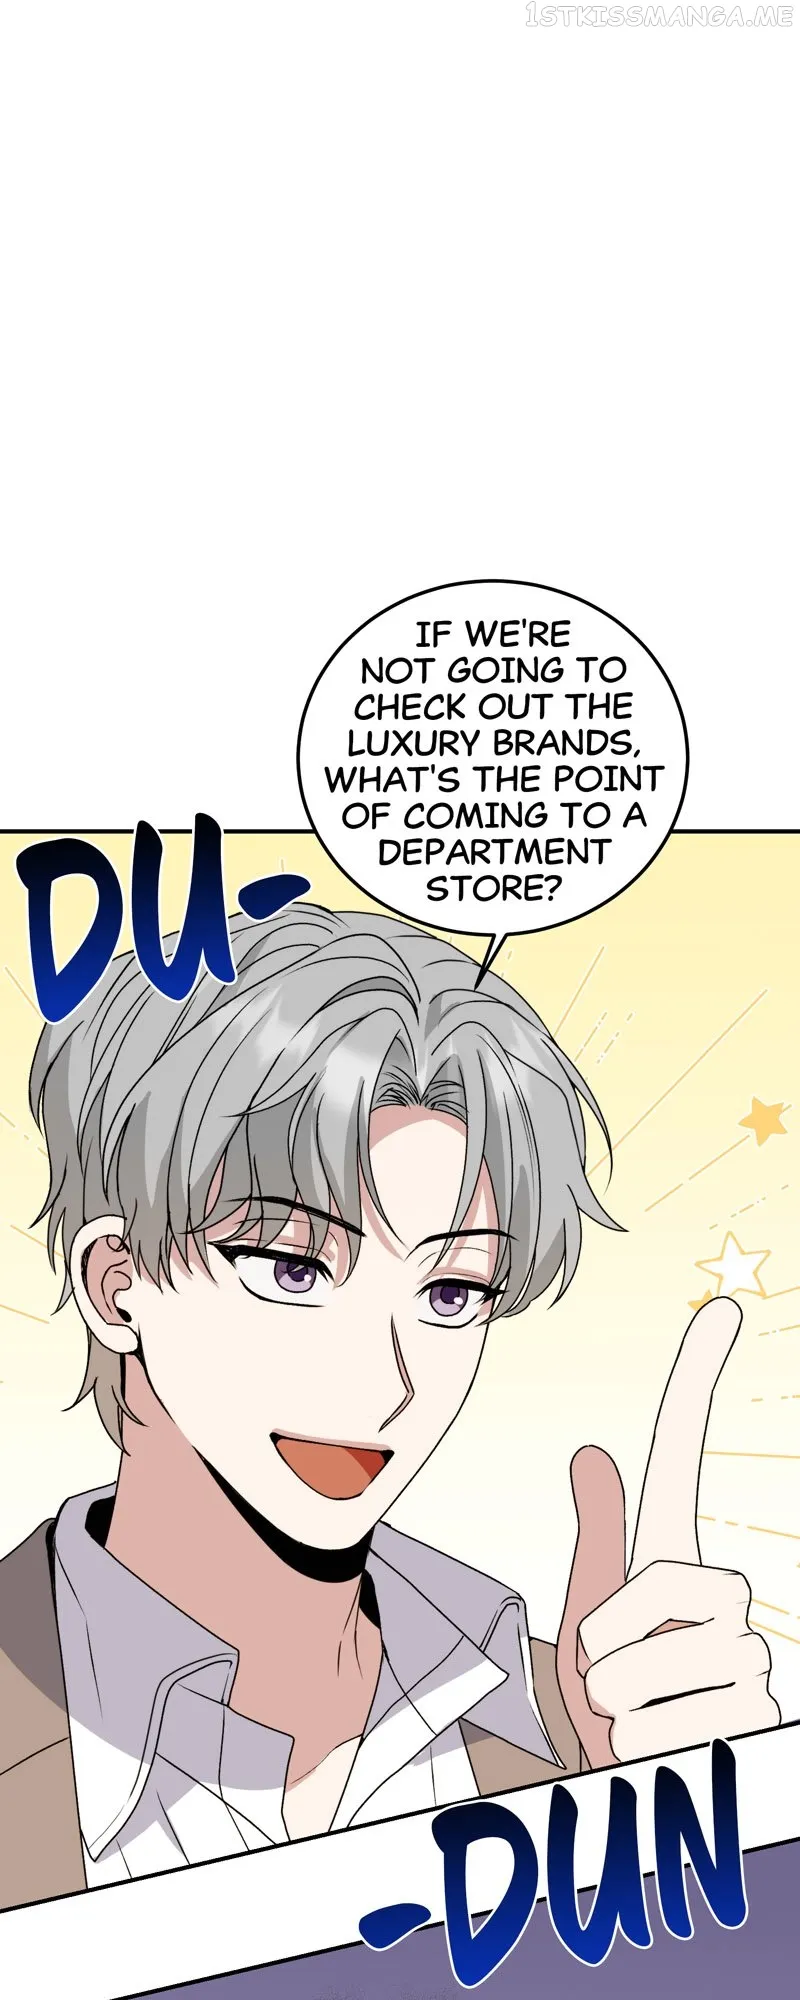 1STKISSMANGA.ME
IF WE'RE
NOT GOING TO
CHECK OUT THE
LUXURY BRANDS,
WHAT'S THE POINT
OF COMING TO A
DEPARTMENT
STORE?
DU-
-DUN